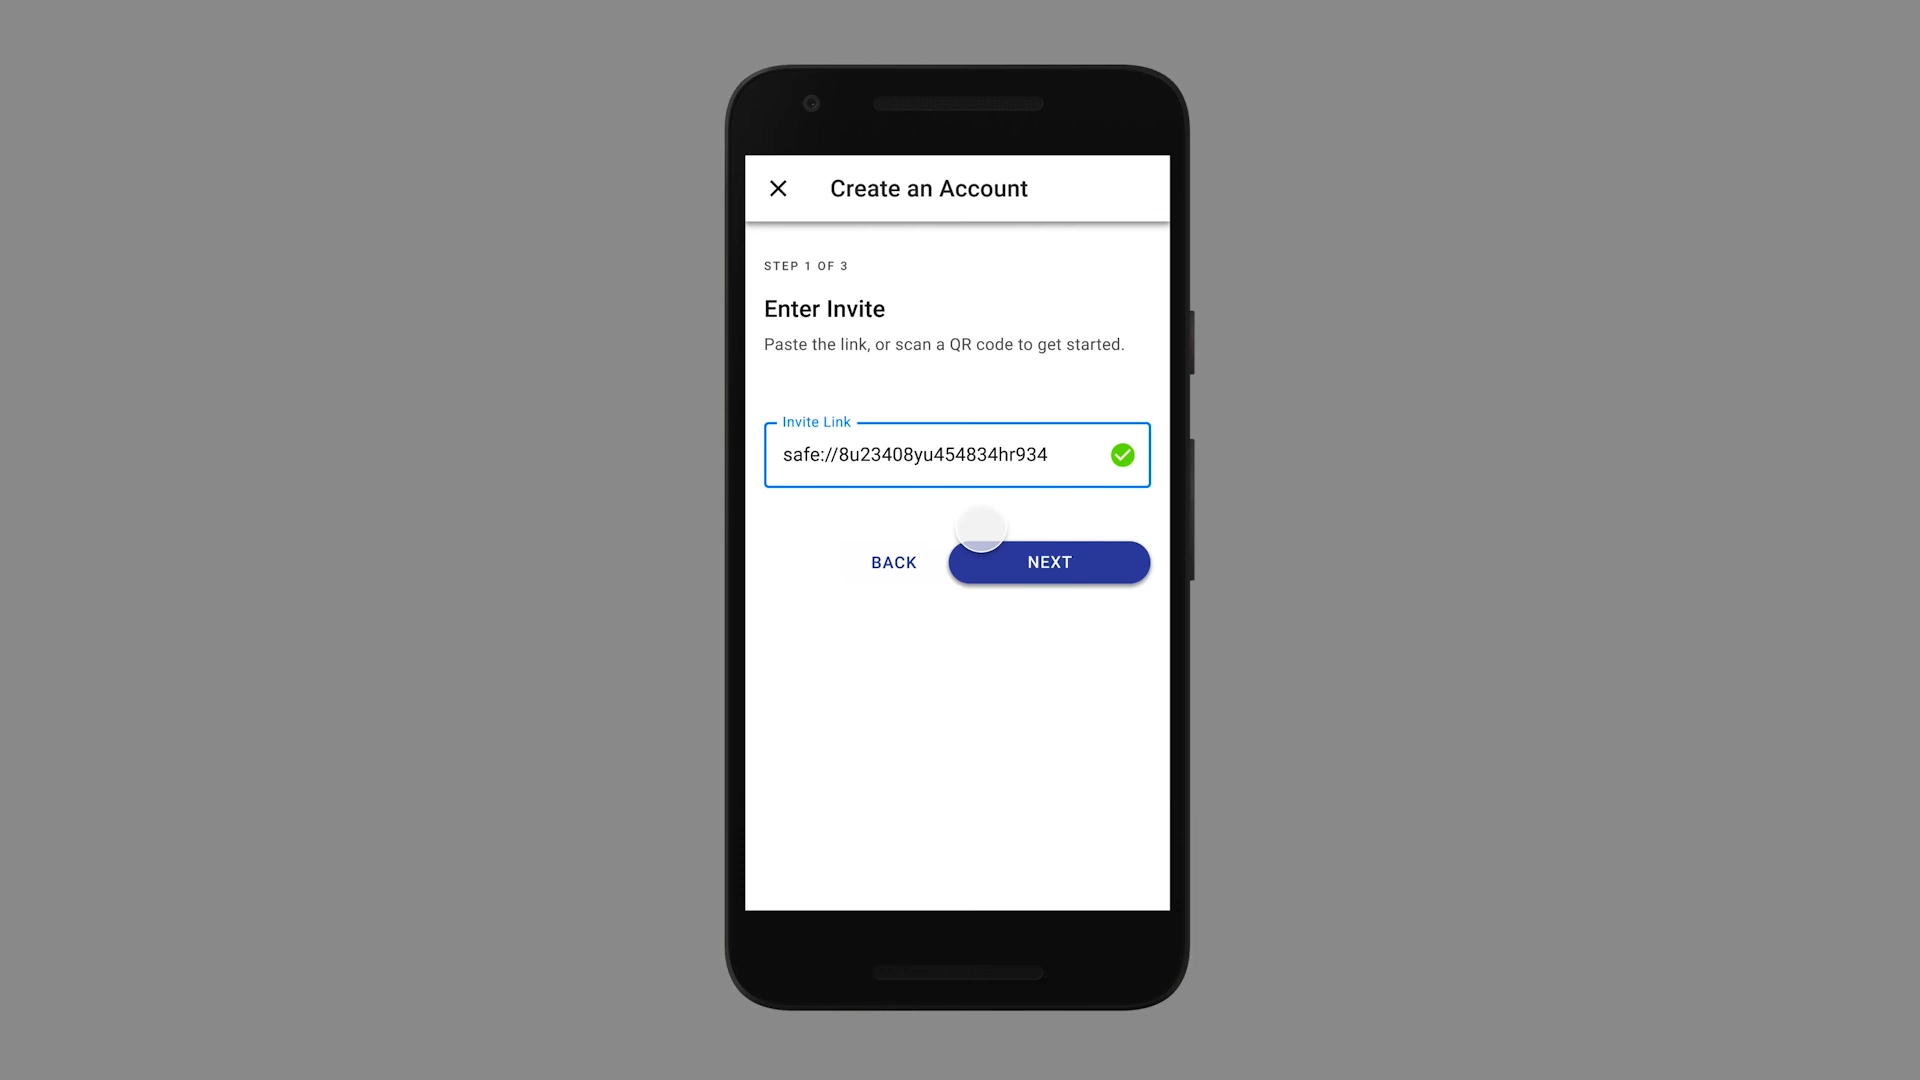 Create an Account
STEP 1 OF 3
Enter Invite
Paste the link, or scan a QR code to get started.
Invite Link
safe://8u23408yu454834hr934
BACK
NEXT